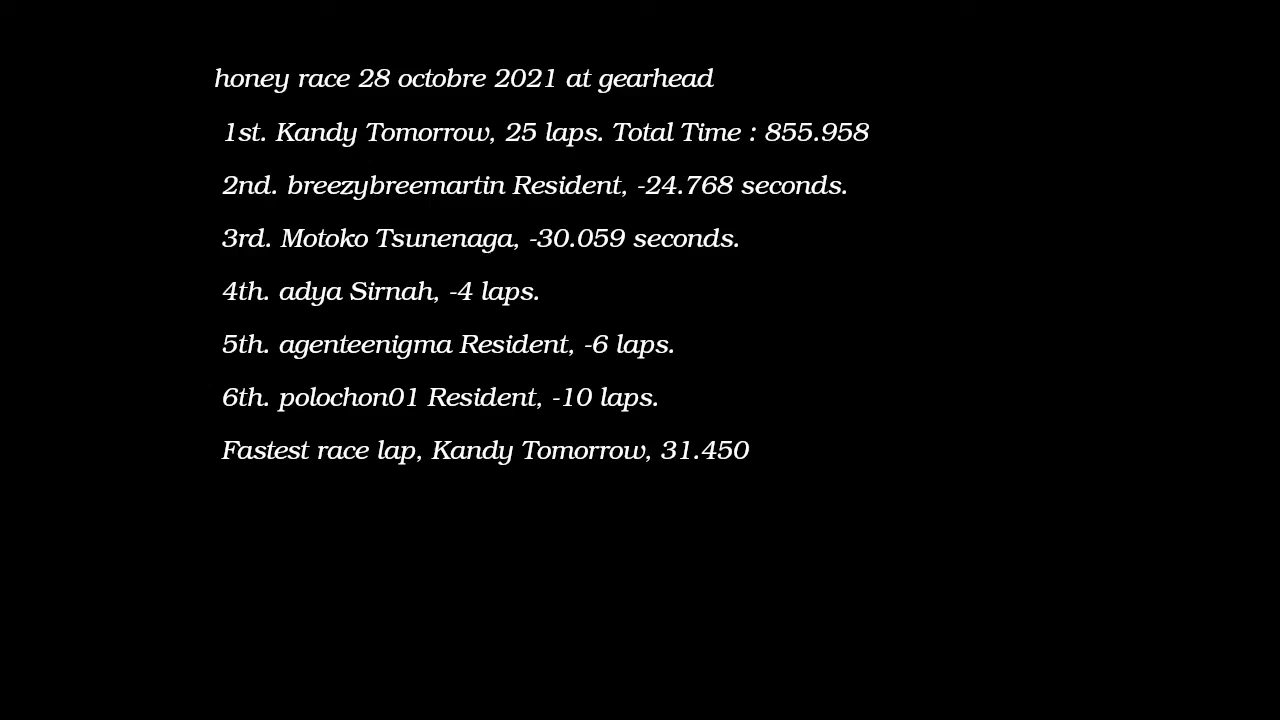 honey race 28 octobre 2021 at gearhead
1st. Kandy Tomorrow, 25 laps. Total Time : 855.958
2nd. breezybreemartin Resident, -24.768 seconds.
3rd. Motoko Tsunenaga, -30.059 seconds.
4th. adya Sirnah, -4 laps.
5th. agenteenigma Resident, -6 laps.
6th. polochon01 Resident, -10 laps.
Fastest race lap, Kandy Tomorrow, 31.450